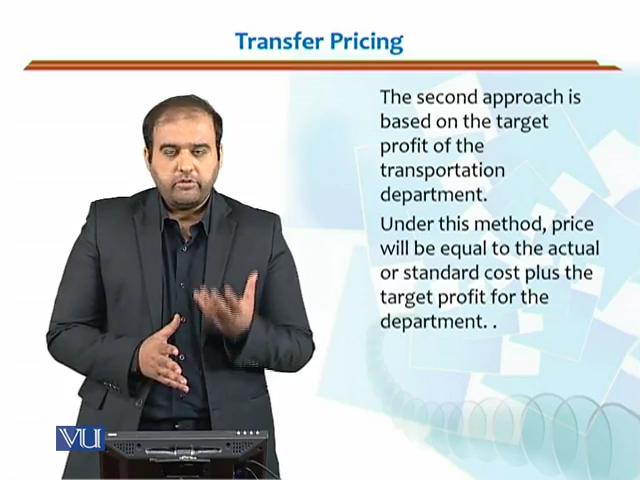 Transfer Pricing
The second approach is
based on the target
profit of the
transportation
department.
Under this method, price
will be equal to the actual
or standard cost plus the
target profit for the
department. .
VU